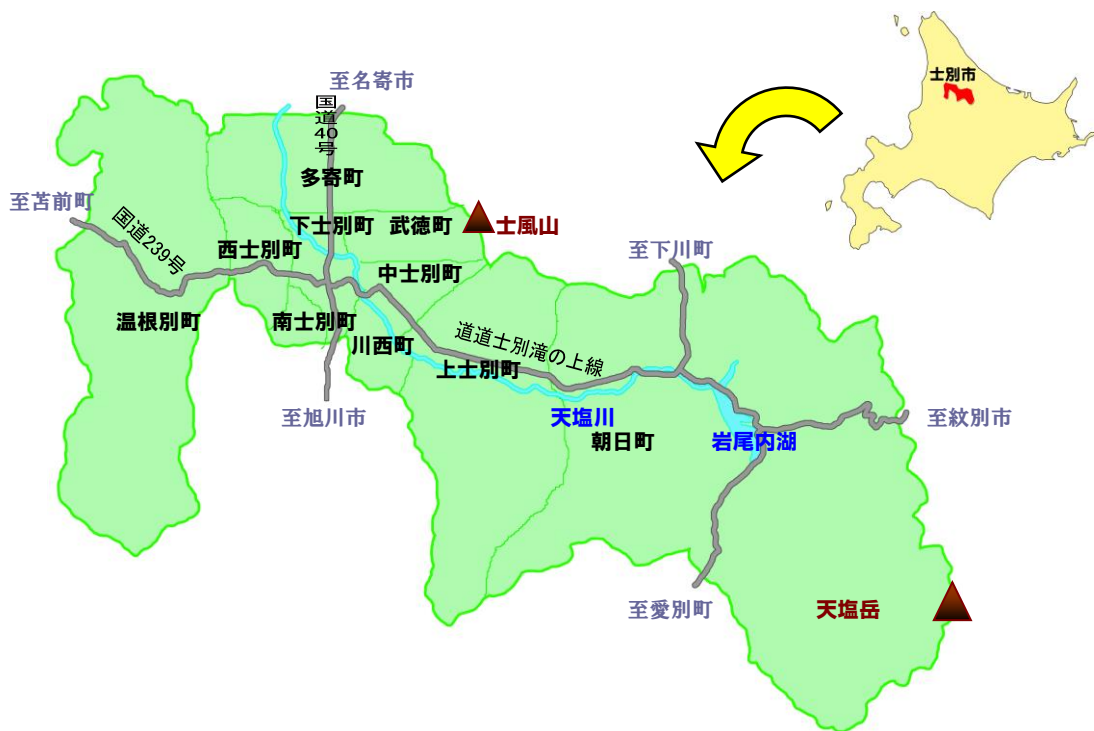 士別市
至名寄市
国道40号
多寄町
至苫前町
国道239号
下士別町
武徳町
士風山
西士別町
中士別町
至下川町
温根別町
南士別町
川西町
道道士別滝の上線
上士別町
至旭川市
天塩川
朝日町
岩尾内湖
至紋別市
至愛別町
天塩岳